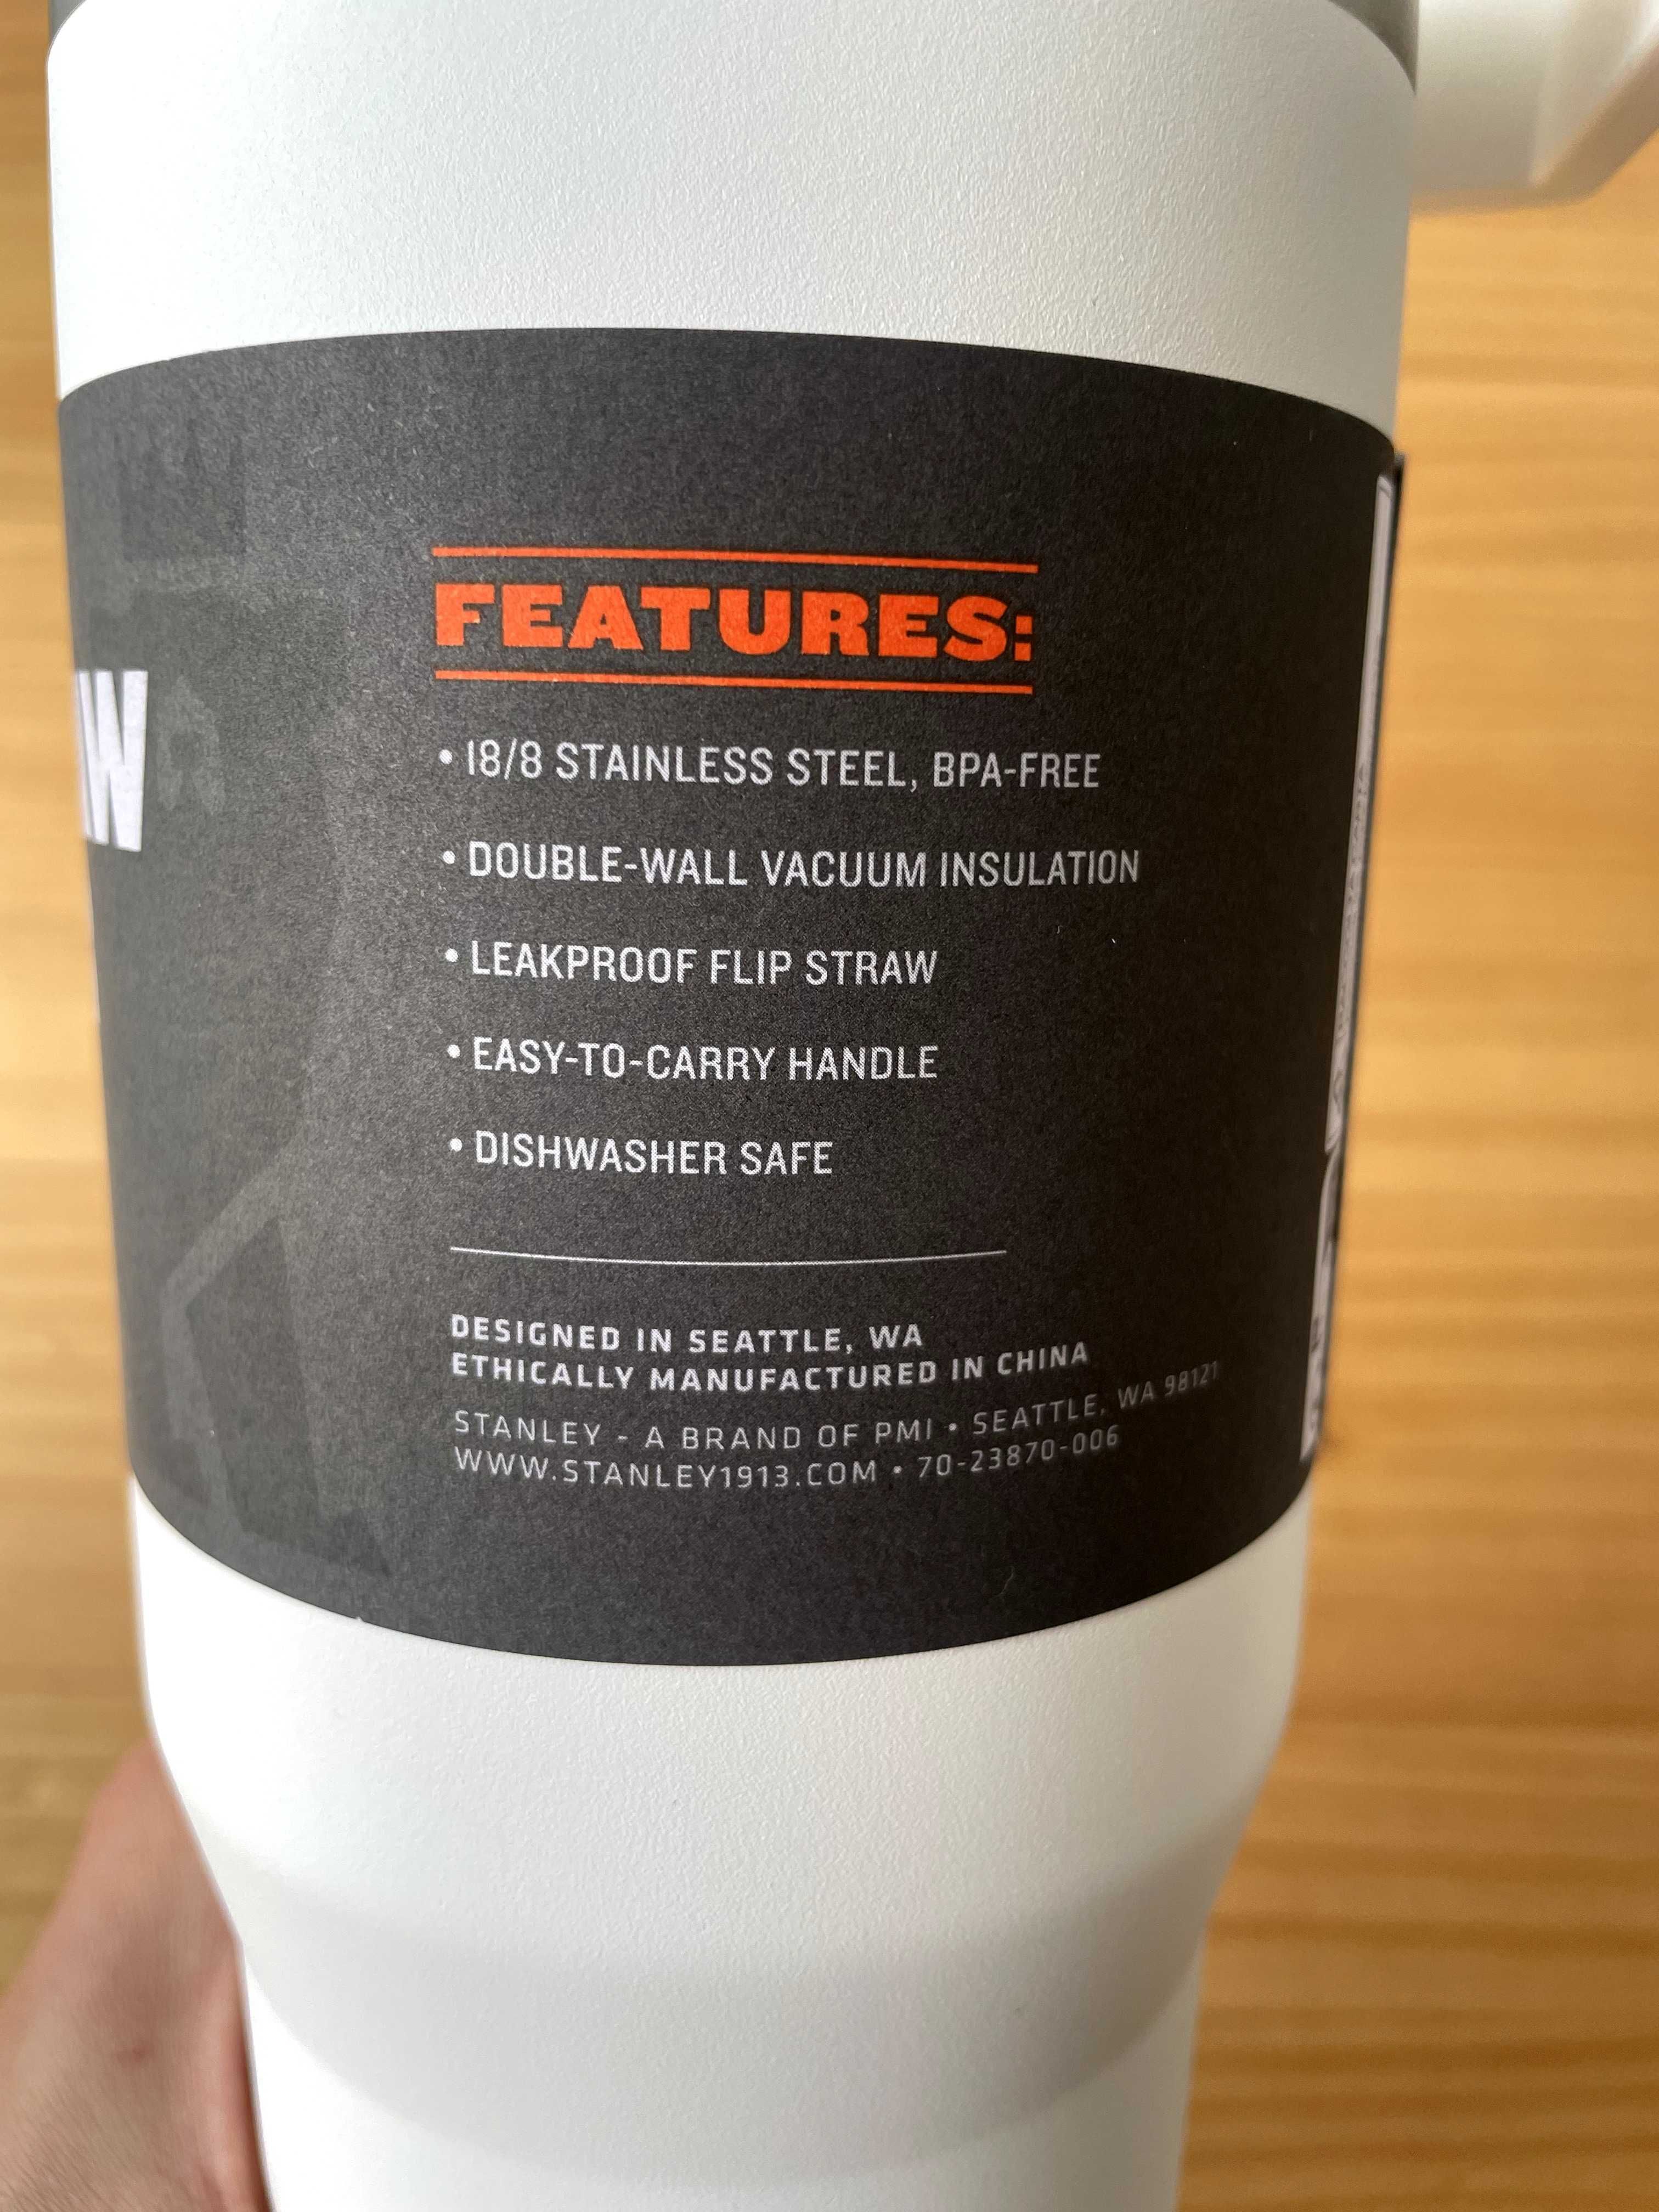 FEATURES:
• 18/8 STAINLESS STEEL, BPA-FREE
• DOUBLE-WALL VACUUM INSULATION
• LEAKPROOF FLIP STRAW
• EASY-TO-CARRY HANDLE
• DISHWASHER SAFE
DESIGNED IN SEATTLE, WA
ETHICALLY MANUFACTURED IN CHINA
STANLEY - A BRAND OF PMI • SEATTLE, WA 98121
WWW.STANLEY1913.COM • 70-23870-006